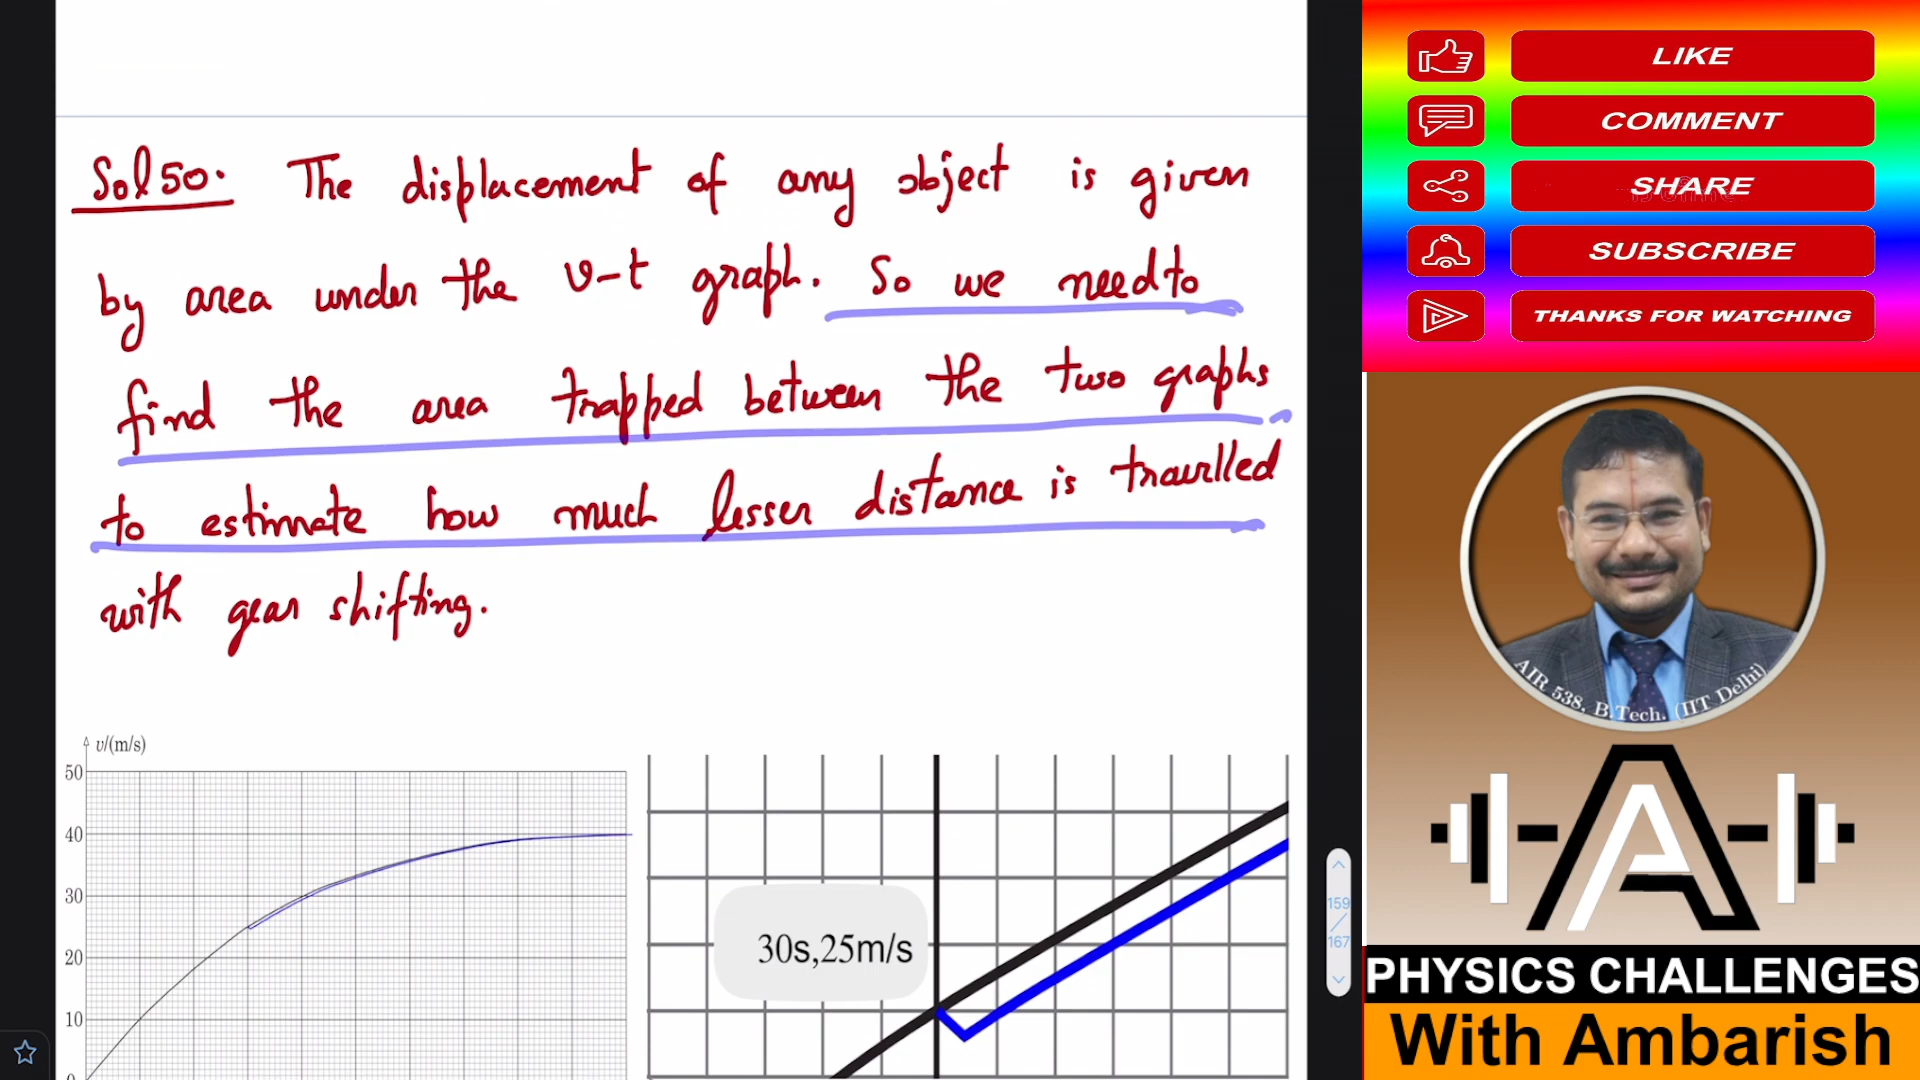 Sol 50. The displacement of any object is given
by area under the v-t graph. So we need to
find the area trapped between the two graphs
to estimate how much lesser distance is travlled
with gear shifting.
v/(m/s)
50
40
30
20
10
0
30s,25m/s
159
167
LIKE
COMMENT
SHARE
SUBSCRIBE
THANKS FOR WATCHING
AIR 538, B.Tech. (IIT Delhi)
A
PHYSICS CHALLENGES
With Ambarish